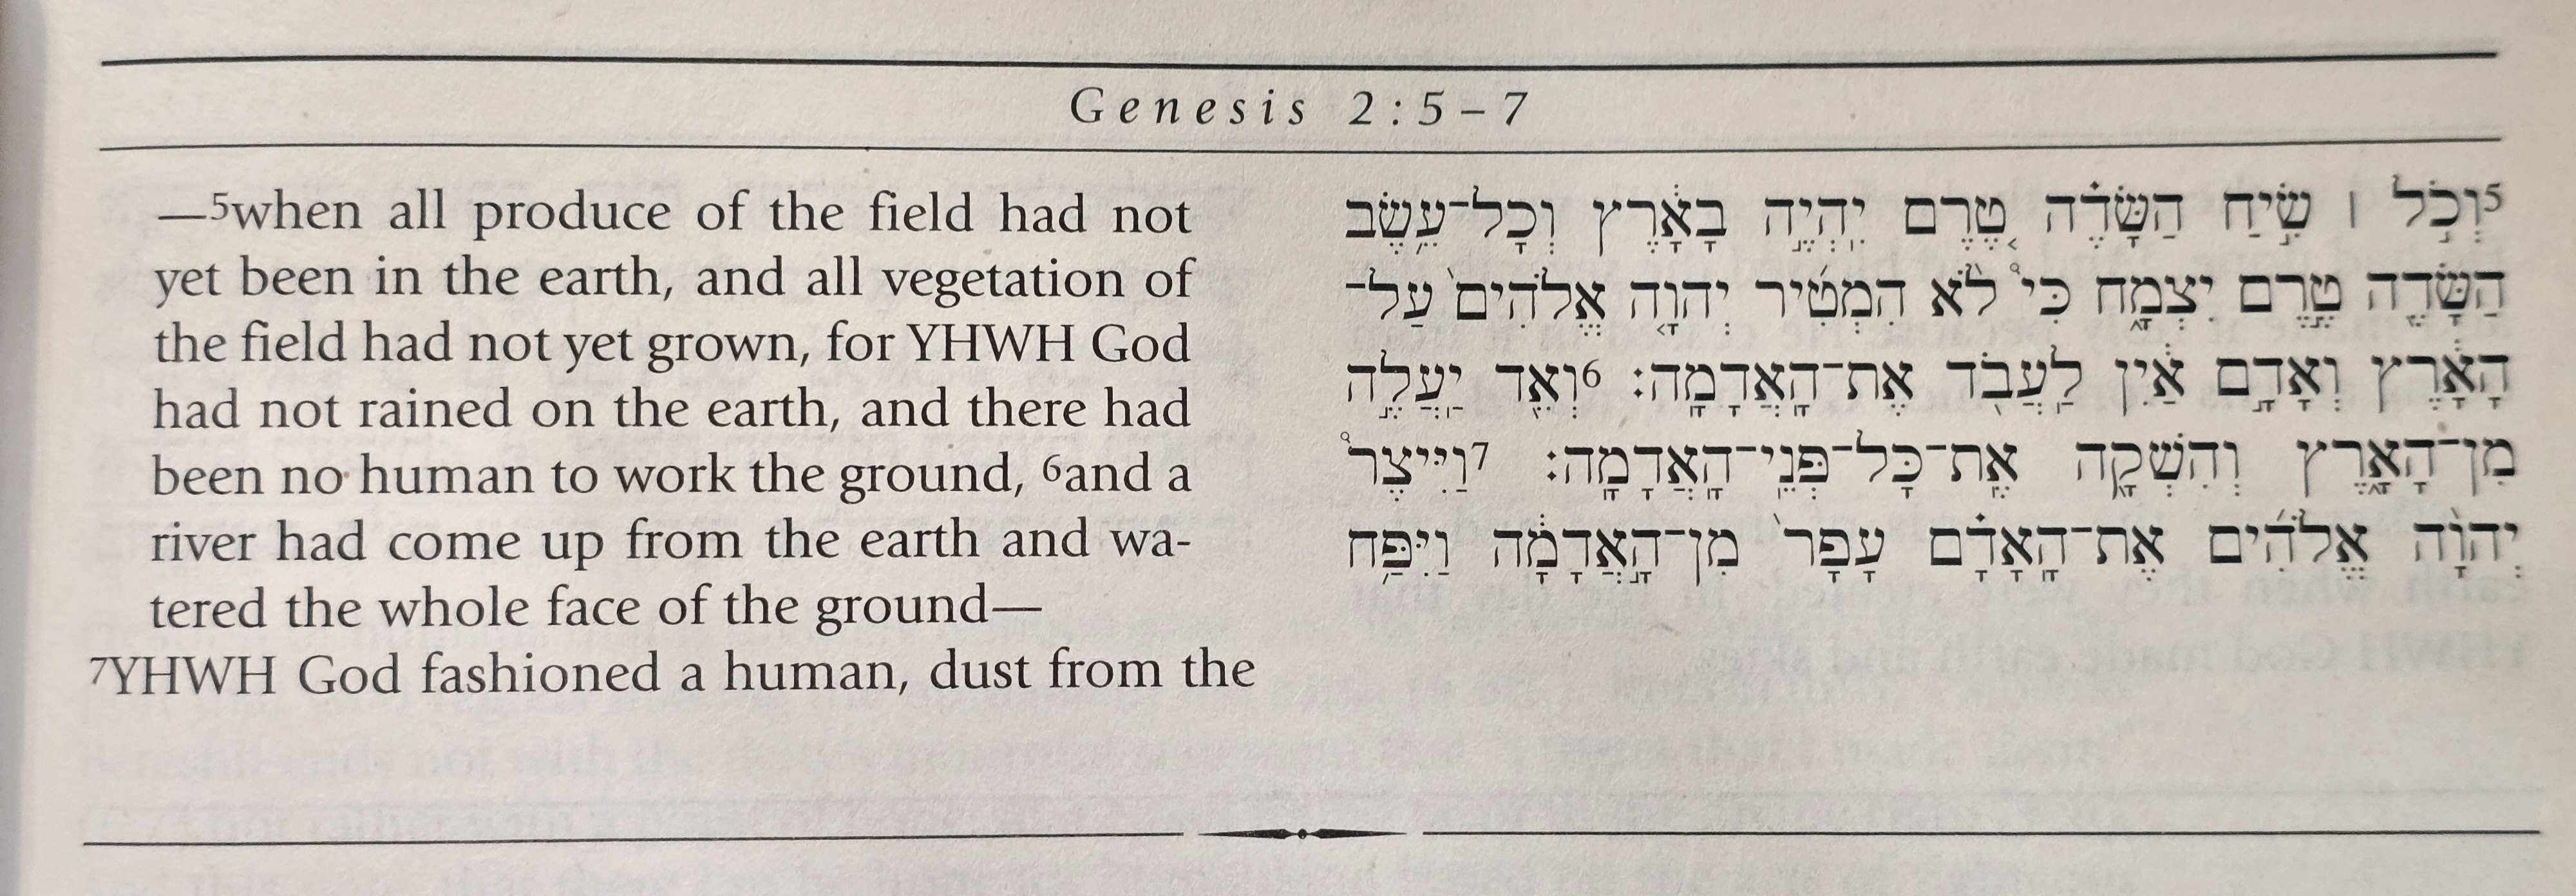 Genesis 2:5–7
—5when all produce of the field had not
yet been in the earth, and all vegetation of
the field had not yet grown, for YHWH God
had not rained on the earth, and there had
been no human to work the ground, 6and a
river had come up from the earth and wa-
tered the whole face of the ground—
7YHWH God fashioned a human, dust from the
5וְכֹ֣ל ׀ שִׂ֣יחַ הַשָּׂדֶ֗ה טֶ֚רֶם יִֽהְיֶ֣ה בָאָ֔רֶץ וְכָל־עֵ֥שֶׂב
הַשָּׂדֶ֖ה טֶ֣רֶם יִצְמָ֑ח כִּי֩ לֹ֨א הִמְטִ֜יר יְהוָ֤ה אֱלֹהִים֙ עַל־
הָאָ֔רֶץ וְאָדָ֣ם אַ֔יִן לַֽעֲבֹ֖ד אֶת־הָֽאֲדָמָֽה׃ 6וְאֵ֖ד יַֽעֲלֶ֣ה
מִן־הָאָ֑רֶץ וְהִשְׁקָ֖ה אֶֽת־כָּל־פְּנֵֽי־הָֽאֲדָמָֽה׃ 7וַיִּיצֶר֩
יְהוָ֨ה אֱלֹהִ֜ים אֶת־הָֽאָדָ֗ם עָפָר֙ מִן־הָ֣אֲדָמָ֔ה וַיִּפַּ֥ח